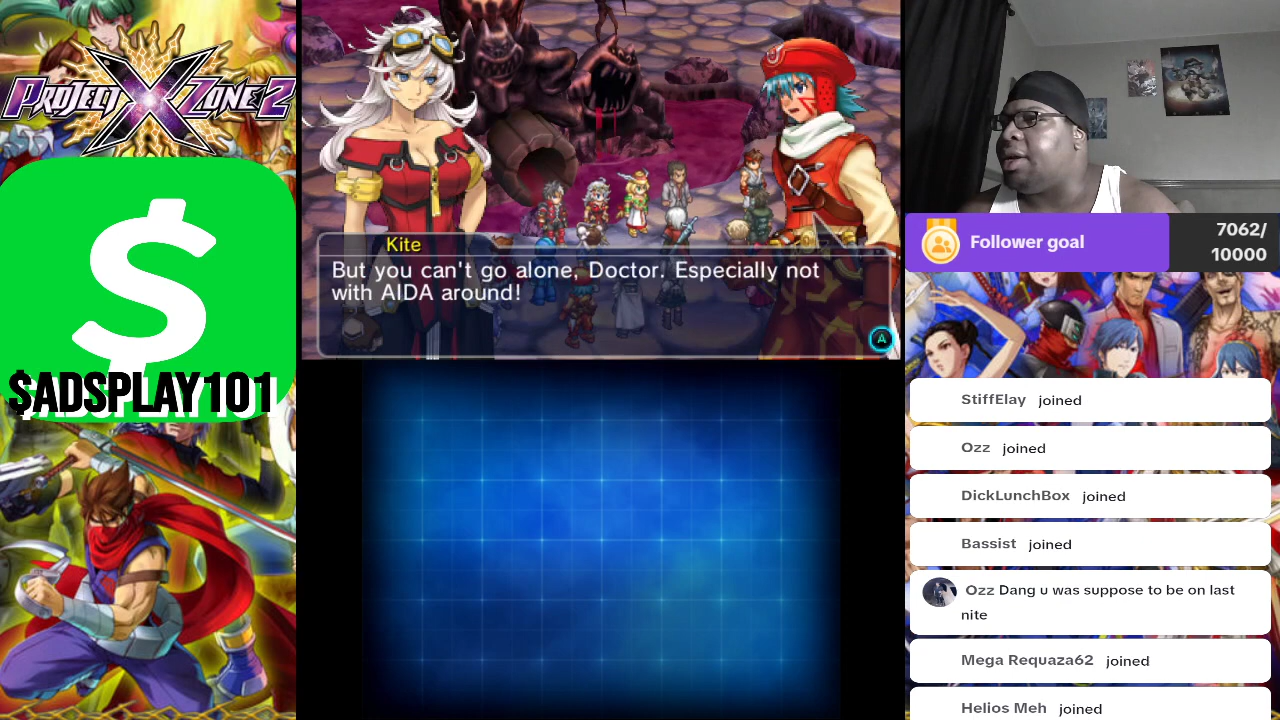 PROJECT X ZONE 2
$
$ADSPLAY101
Kite
But you can't go alone, Doctor. Especially not
with AIDA around!
A
Follower goal
7062/
10000
StiffElay joined
Ozz joined
DickLunchBox joined
Bassist joined
Ozz Dang u was suppose to be on last
nite
Mega Requaza62 joined
Helios Meh joined